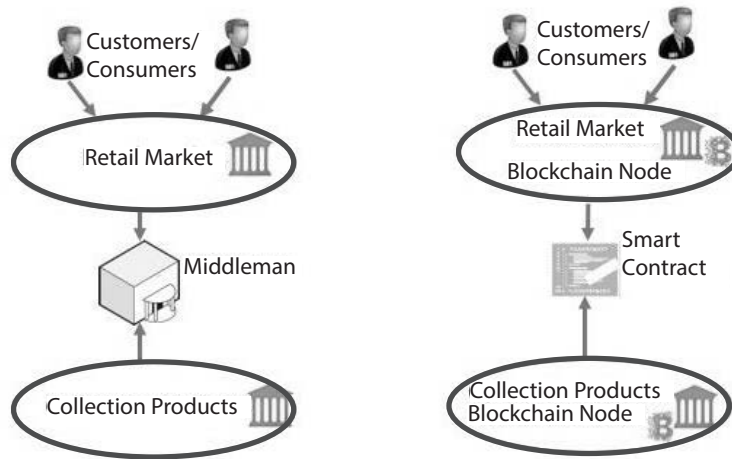 Customers/
Consumers
Retail Market
Middleman
Collection Products
Customers/
Consumers
Retail Market
Blockchain Node
Smart
Contract
Collection Products
Blockchain Node